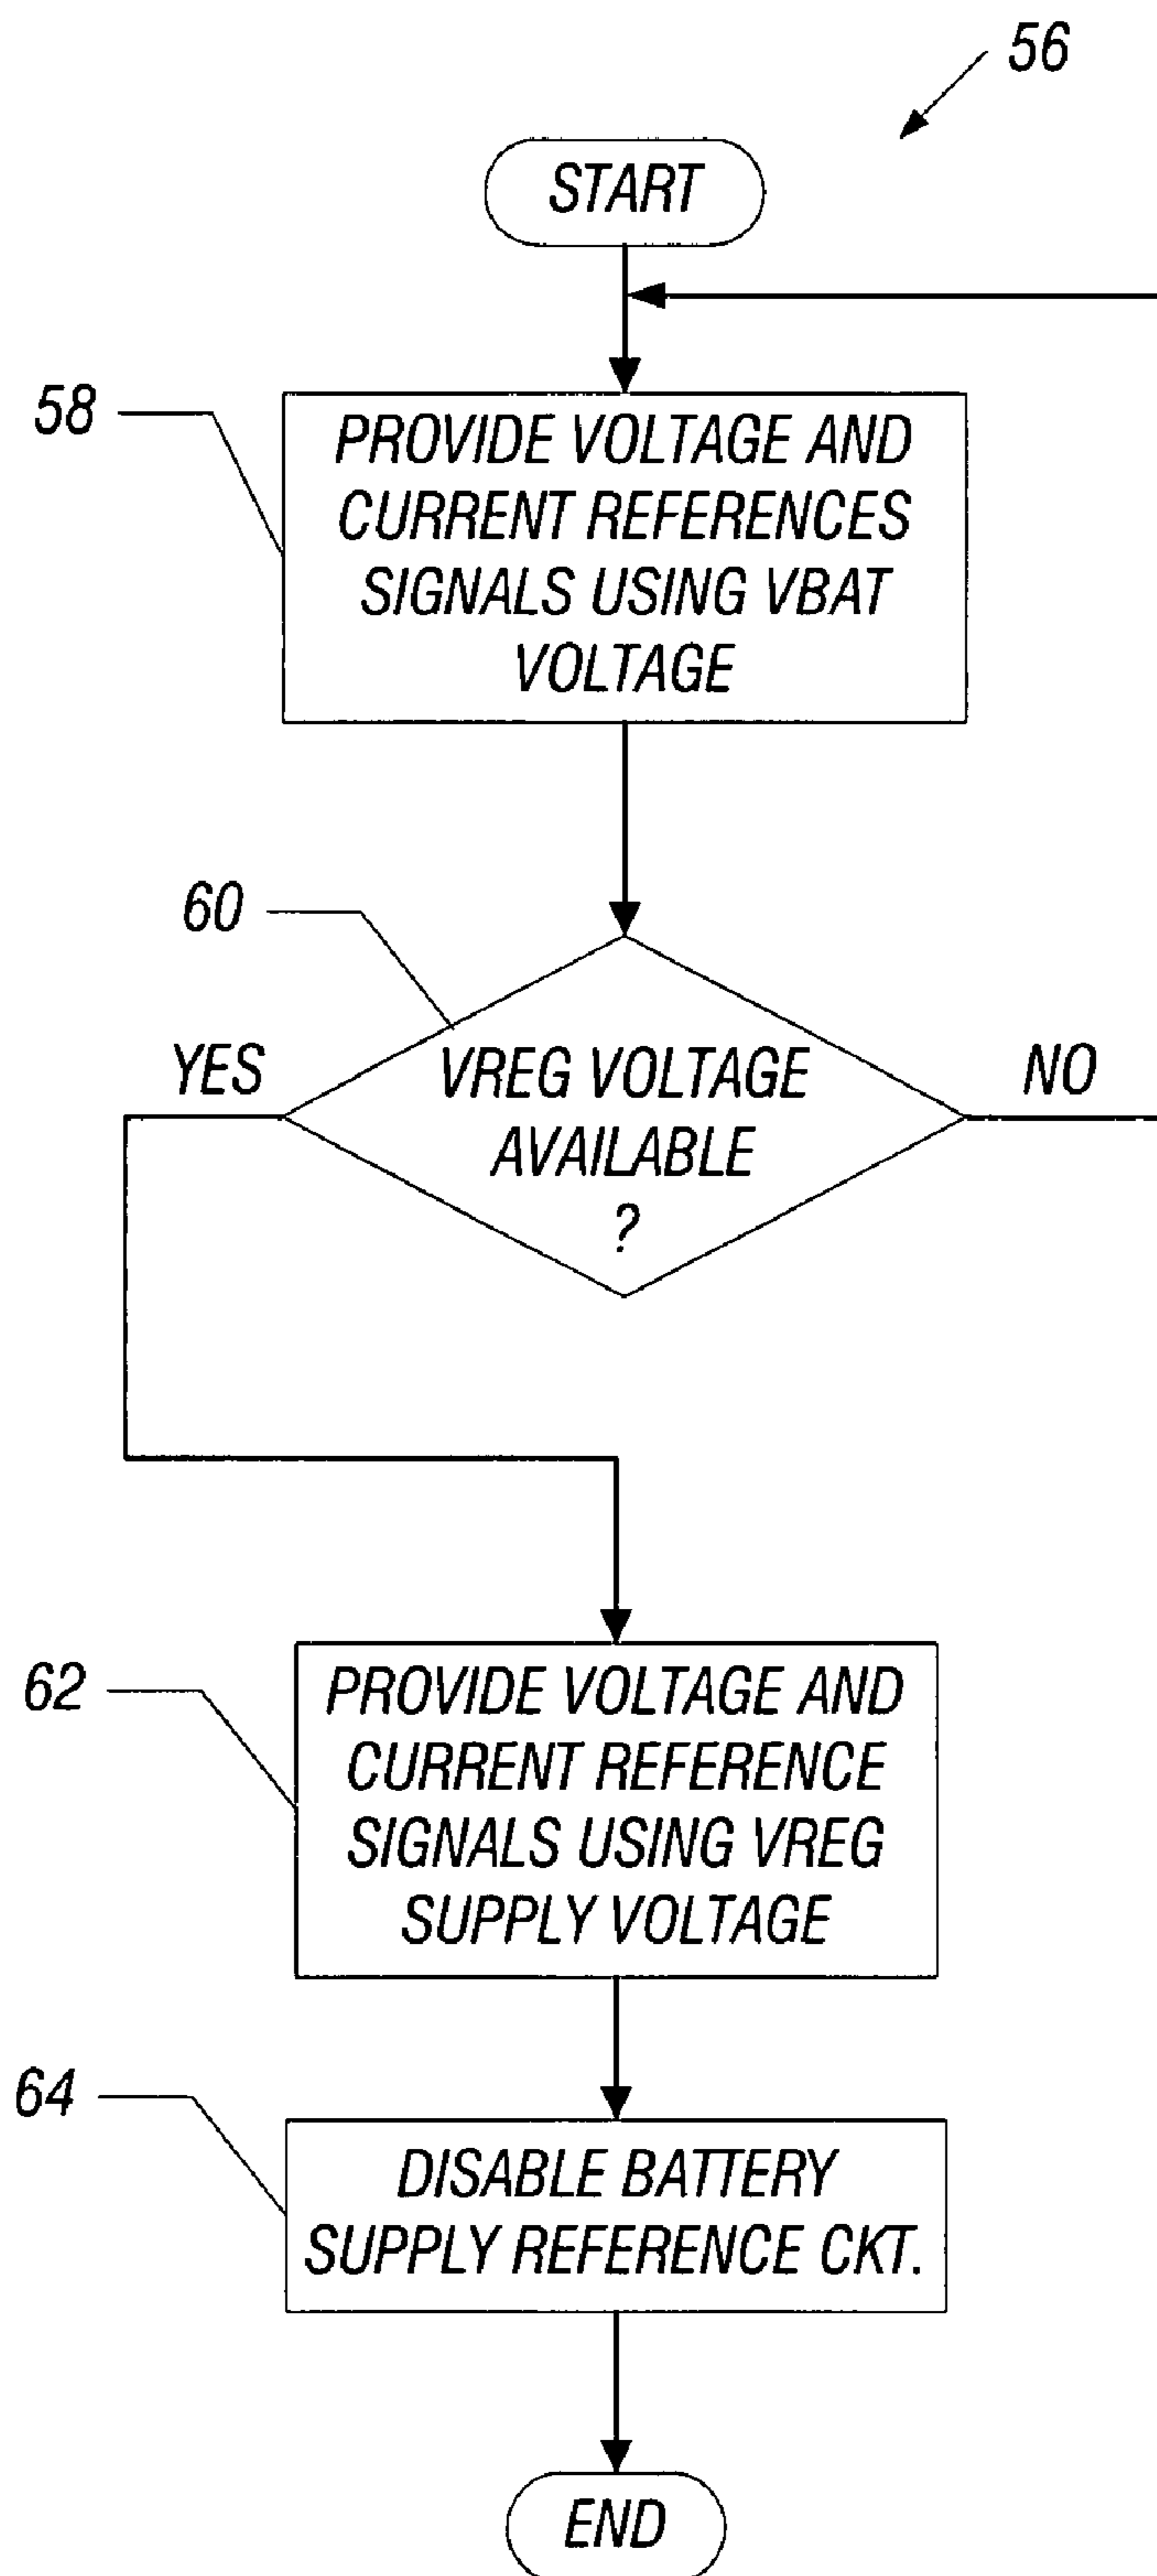 56
START
58
PROVIDE VOLTAGE AND
CURRENT REFERENCES
SIGNALS USING VBAT
VOLTAGE
60
YES
VREG VOLTAGE
AVAILABLE
?
NO
62
PROVIDE VOLTAGE AND
CURRENT REFERENCE
SIGNALS USING VREG
SUPPLY VOLTAGE
64
DISABLE BATTERY
SUPPLY REFERENCE CKT.
END